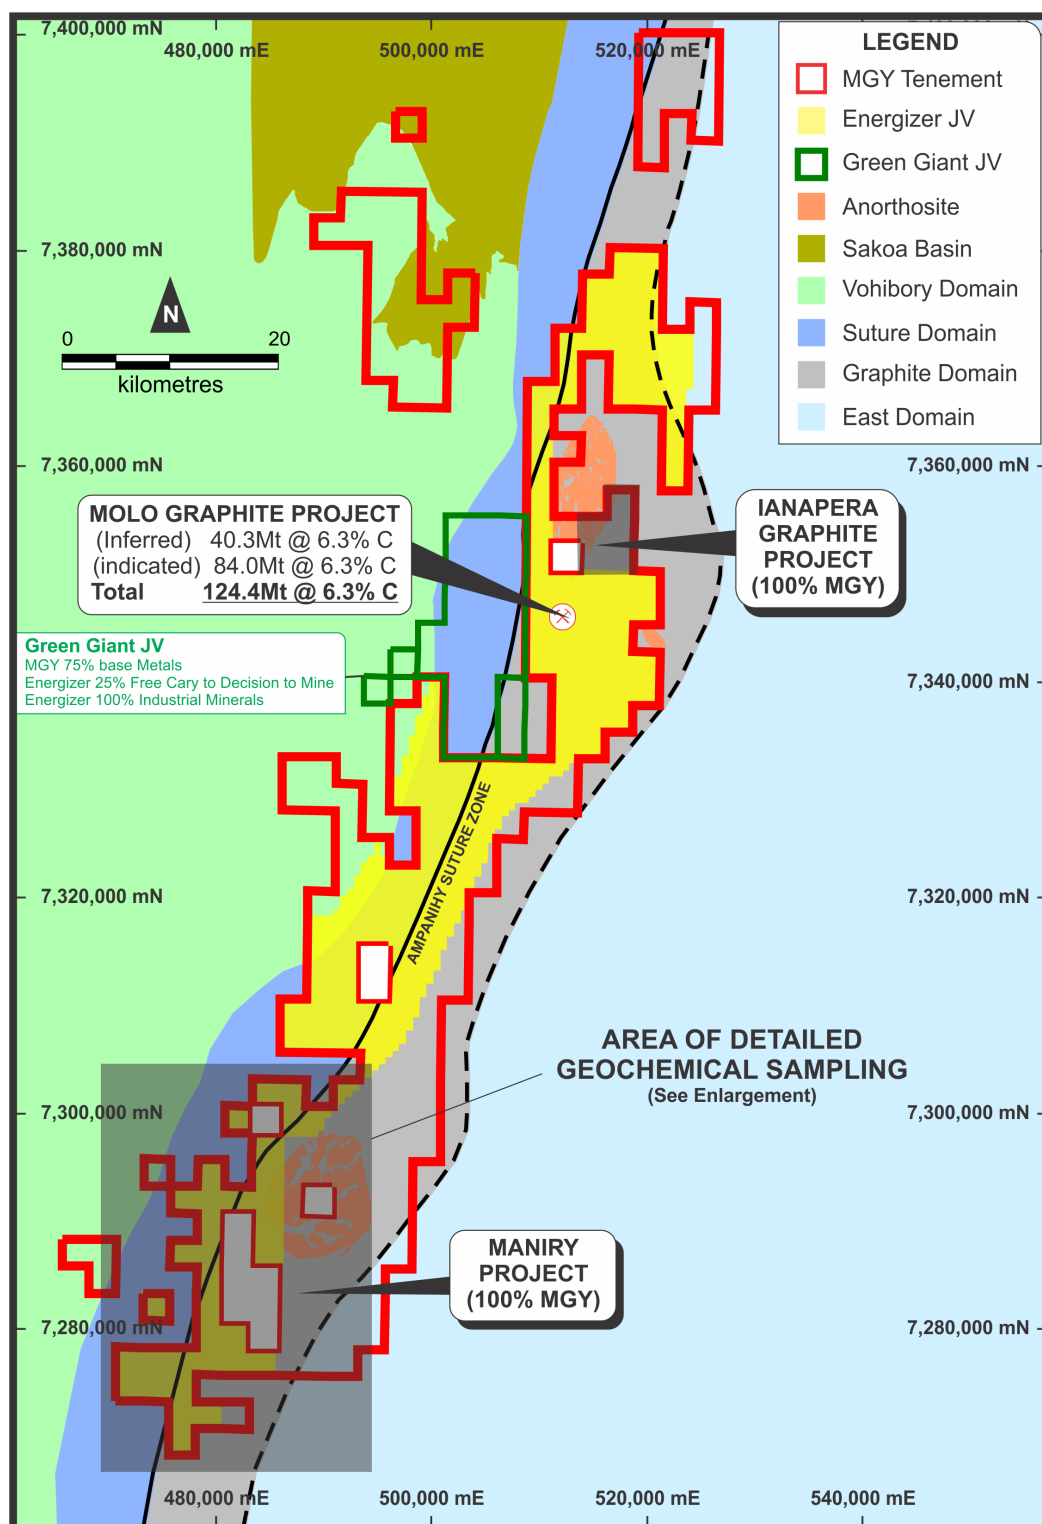 7,400,000 mN
480,000 mE
500,000 mE
520,000 mE
LEGEND
MGY Tenement
Energizer JV
Green Giant JV
Anorthosite
Sakoa Basin
Vohibory Domain
Suture Domain
Graphite Domain
East Domain
7,380,000 mN
N
0 20
kilometres
7,360,000 mN
7,360,000 mN
MOLO GRAPHITE PROJECT
(Inferred) 40.3Mt @ 6.3% C
(indicated) 84.0Mt @ 6.3% C
Total 124.4Mt @ 6.3% C
IANAPERA
GRAPHITE
PROJECT
(100% MGY)
Green Giant JV
MGY 75% base Metals
Energizer 25% Free Cary to Decision to Mine
Energizer 100% Industrial Minerals
7,340,000 mN
AMPANIHY SUTURE ZONE
7,320,000 mN
7,320,000 mN
AREA OF DETAILED
GEOCHEMICAL SAMPLING
(See Enlargement)
7,300,000 mN
7,300,000 mN
MANIRY
PROJECT
(100% MGY)
7,280,000 mN
7,280,000 mN
480,000 mE
500,000 mE
520,000 mE
540,000 mE